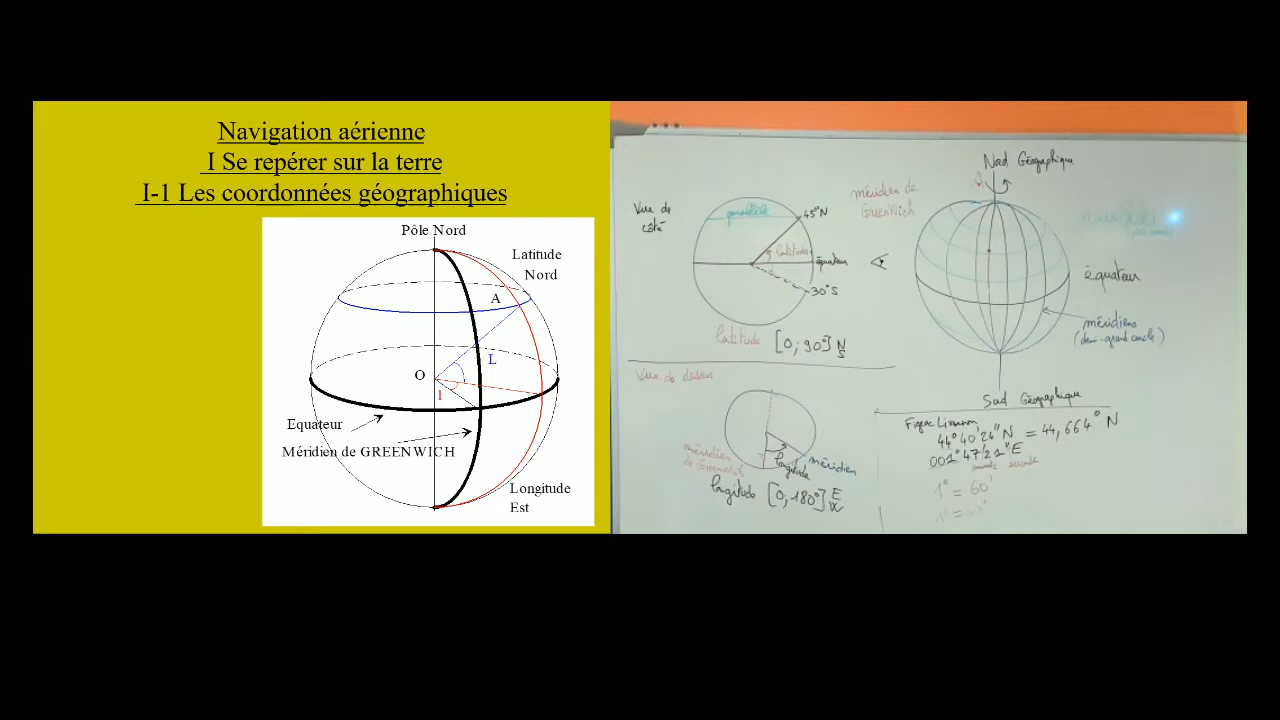 Navigation aérienne
I Se repérer sur la terre
I-1 Les coordonnées géographiques
Pôle Nord
Latitude
Nord
A
L
O
l
Equateur
Méridien de GREENWICH
Longitude
Est
Vue de
côté
parallèle
45°N
latitude
équateur
30°S
latitude [0; 90°] N
S
méridien de
GreenWich
Nord Géographique
équateur
méridiens
(demi-grand cercle)
Sud Géographique
Vue de dessus
méridien
longitude
méridien
longitude [0, 180°] E
W
Figeac Livernon
44° 40' 24" N = 44,664° N
001° 47' 21" E
minute seconde
1° = 60'